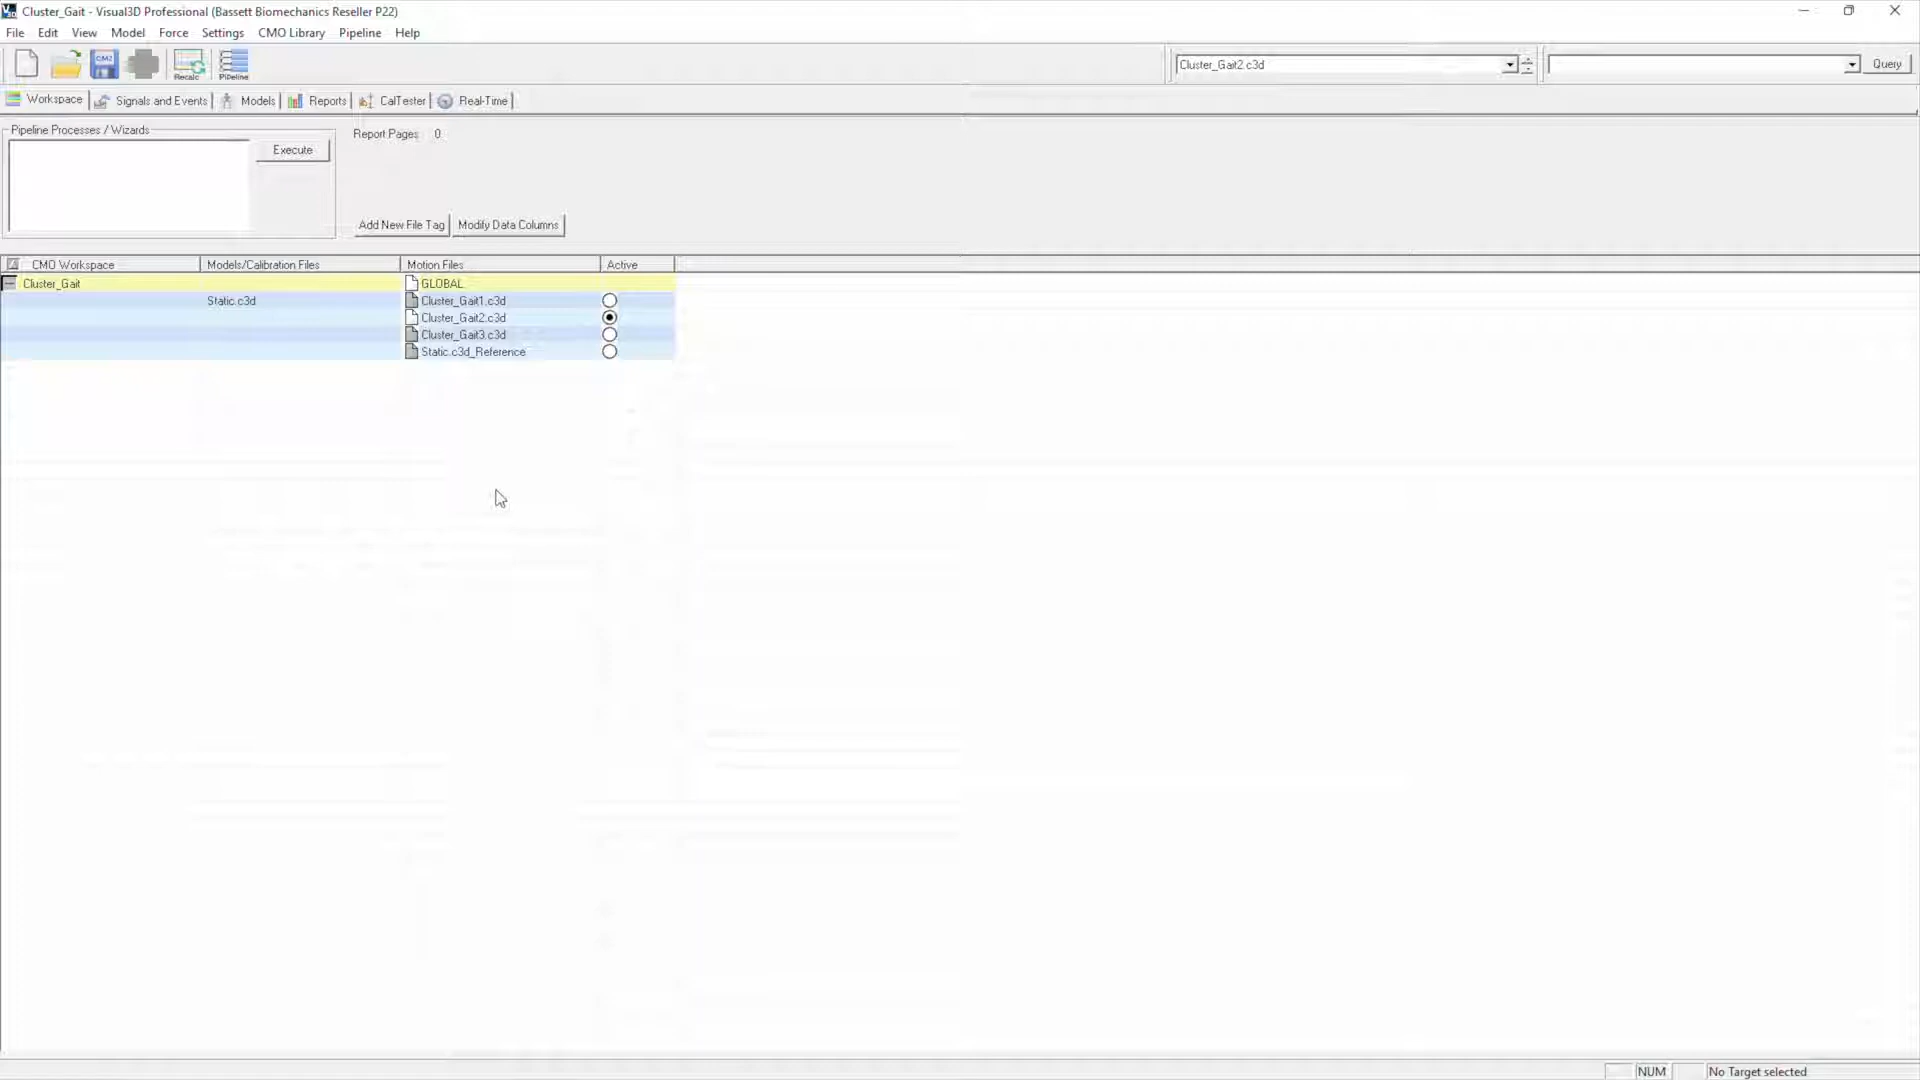 Cluster_Gait - Visual3D Professional (Bassett Biomechanics Reseller P22)
File Edit View Model Force Settings CMO Library Pipeline Help
CMZ Recalc Pipeline Cluster_Gait2.c3d Query
Workspace Signals and Events Models Reports CalTester Real-Time
Pipeline Processes / Wizards
Execute
Report Pages 0
Add New File Tag Modify Data Columns
CMO Workspace Models/Calibration Files Motion Files Active
Cluster_Gait GLOBAL
Static.c3d Cluster_Gait1.c3d
Cluster_Gait2.c3d
Cluster_Gait3.c3d
Static.c3d_Reference
NUM No Target selected